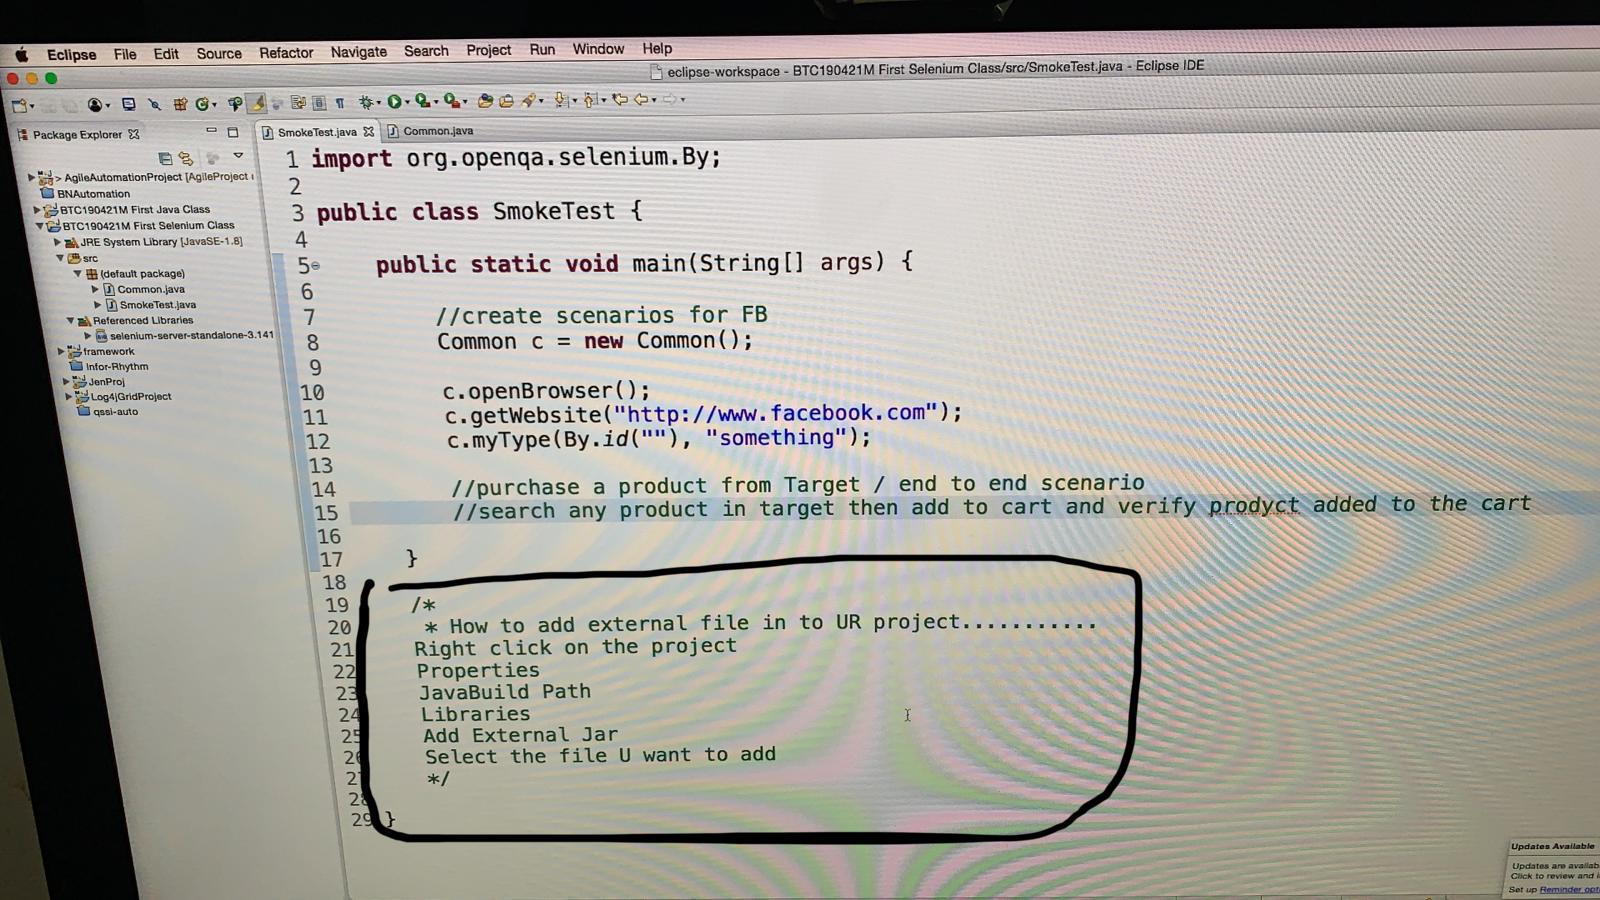 Eclipse File Edit Source Refactor Navigate Search Project Run Window Help
eclipse-workspace - BTC190421M First Selenium Class/src/SmokeTest.java - Eclipse IDE
Package Explorer
SmokeTest.java Common.java
> AgileAutomationProject [AgileProject
BNAutomation
BTC190421M First Java Class
BTC190421M First Selenium Class
JRE System Library [JavaSE-1.8]
src
(default package)
Common.java
SmokeTest.java
Referenced Libraries
selenium-server-standalone-3.141
framework
Infor-Rhythm
JenProj
Log4jGridProject
qssi-auto
1 import org.openqa.selenium.By;
2
3 public class SmokeTest {
4
5 public static void main(String[] args) {
6
7 //create scenarios for FB
8 Common c = new Common();
9
10 c.openBrowser();
11 c.getWebsite("http://www.facebook.com");
12 c.myType(By.id(""), "something");
13
14 //purchase a product from Target / end to end scenario
15 //search any product in target then add to cart and verify prodyct added to the cart
16
17 }
18
19 /*
20 * How to add external file in to UR project...........
21 Right click on the project
22 Properties
23 JavaBuild Path
24 Libraries
25 Add External Jar
26 Select the file U want to add
27 */
28
29 }
Updates Available
Updates are availab
Click to review and i
Set up Reminder opti